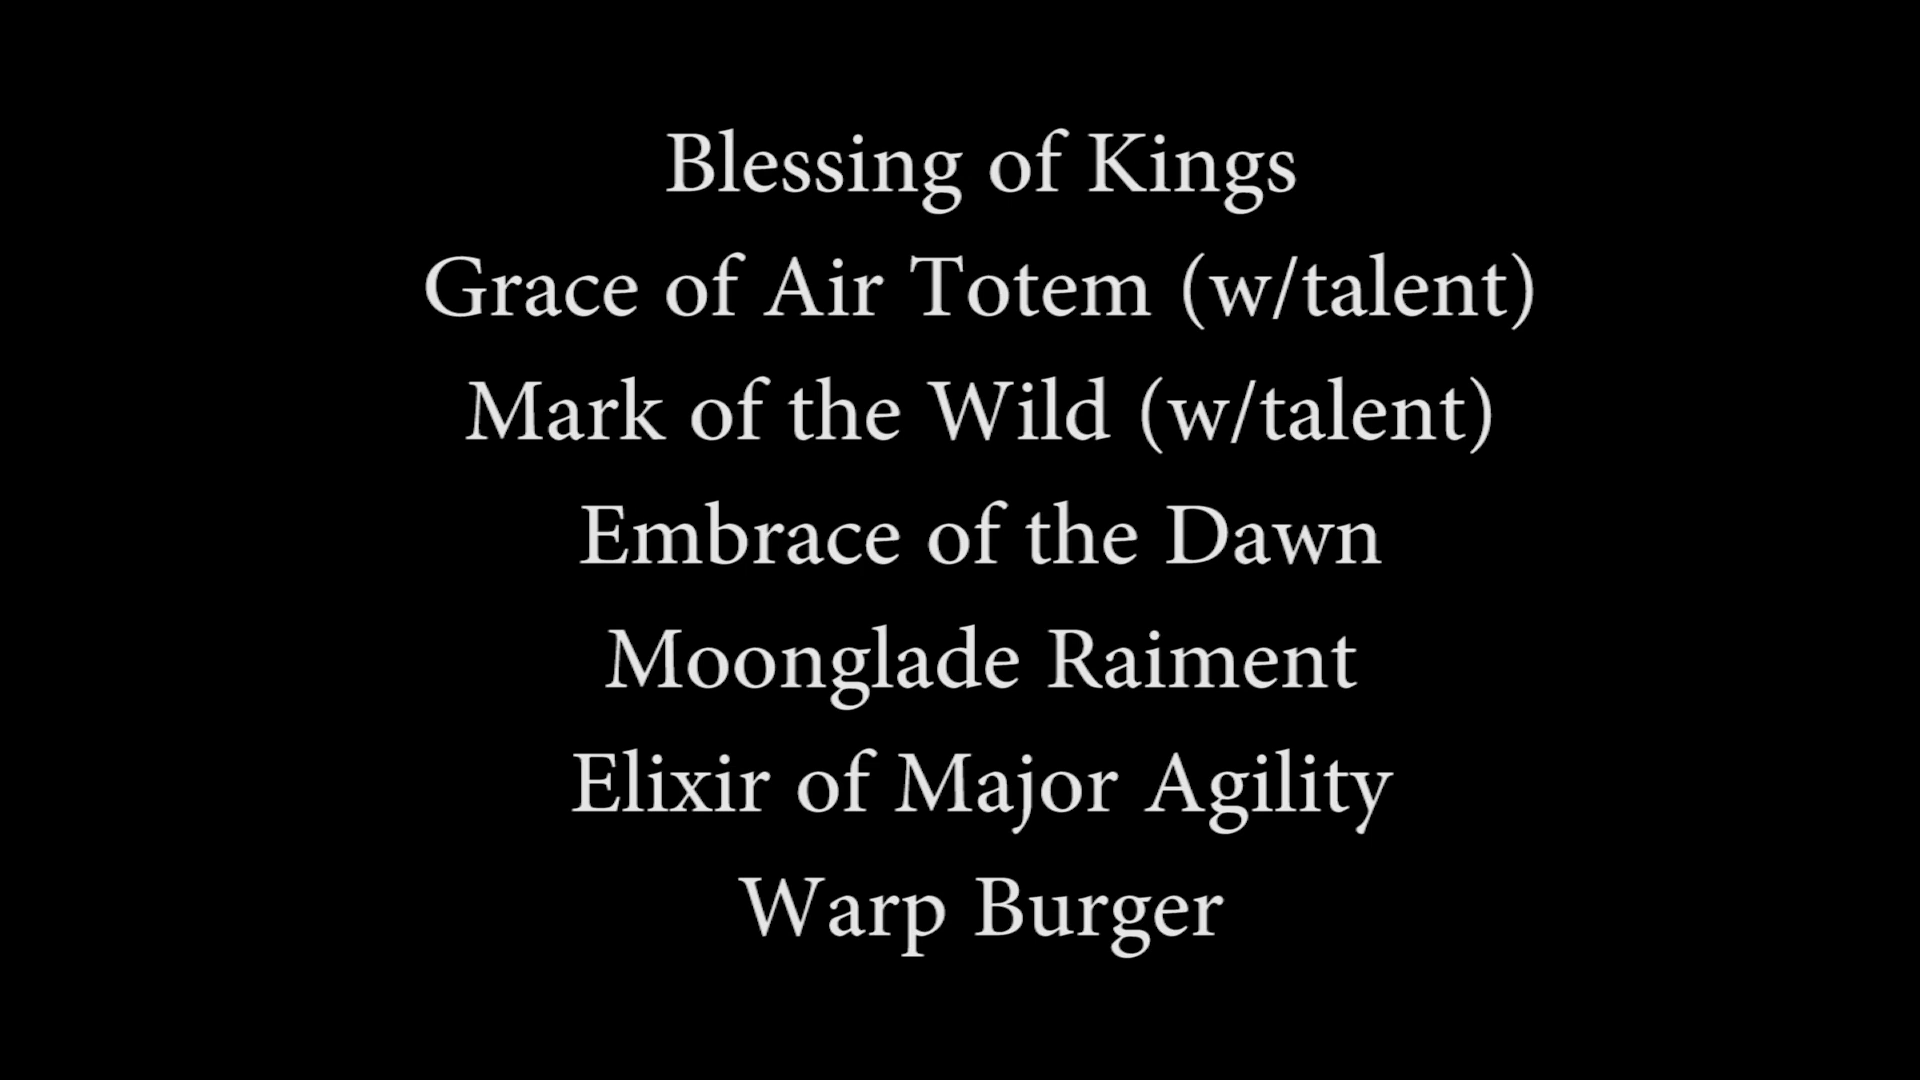 Blessing of Kings
Grace of Air Totem (w/talent)
Mark of the Wild (w/talent)
Embrace of the Dawn
Moonglade Raiment
Elixir of Major Agility
Warp Burger